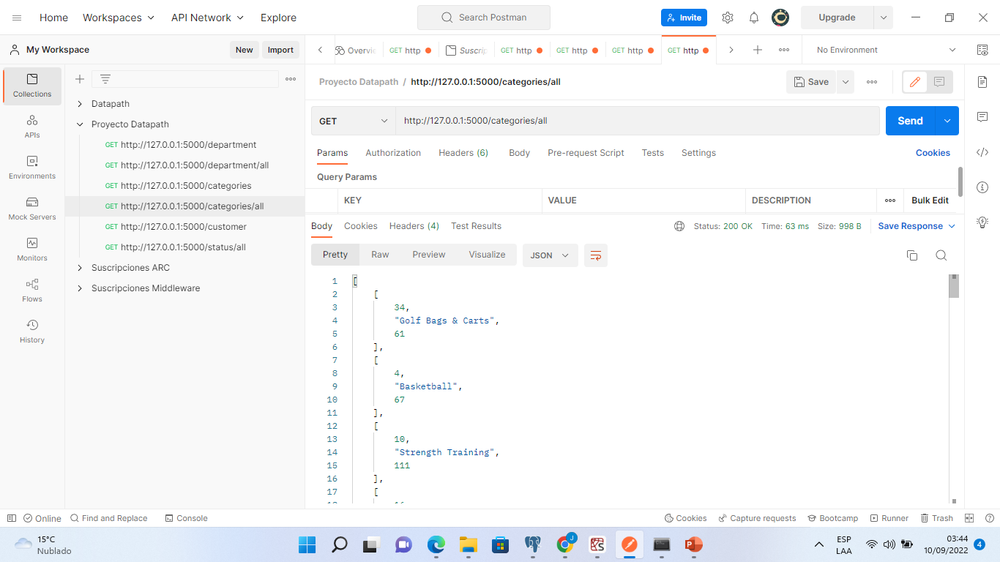 Home Workspaces API Network Explore Search Postman Invite Upgrade
My Workspace New Import Overvie GET http Suscrip GET http GET http GET http GET http No Environment
Collections
APIs
Environments
Mock Servers
Monitors
Flows
History
Datapath
Proyecto Datapath
GET http://127.0.0.1:5000/department
GET http://127.0.0.1:5000/department/all
GET http://127.0.0.1:5000/categories
GET http://127.0.0.1:5000/categories/all
GET http://127.0.0.1:5000/customer
GET http://127.0.0.1:5000/status/all
Suscripciones ARC
Suscripciones Middleware
Proyecto Datapath / http://127.0.0.1:5000/categories/all Save
GET http://127.0.0.1:5000/categories/all Send
Params Authorization Headers (6) Body Pre-request Script Tests Settings Cookies
Query Params
KEY VALUE DESCRIPTION Bulk Edit
Body Cookies Headers (4) Test Results Status: 200 OK Time: 63 ms Size: 998 B Save Response
Pretty Raw Preview Visualize JSON
1 [
2 [
3 34,
4 "Golf Bags & Carts",
5 61
6 ],
7 [
8 4,
9 "Basketball",
10 67
11 ],
12 [
13 10,
14 "Strength Training",
15 111
16 ],
17 [
Online Find and Replace Console Cookies Capture requests Bootcamp Runner Trash
15°C
Nublado
J
ESP
LAA
03:44
10/09/2022
4